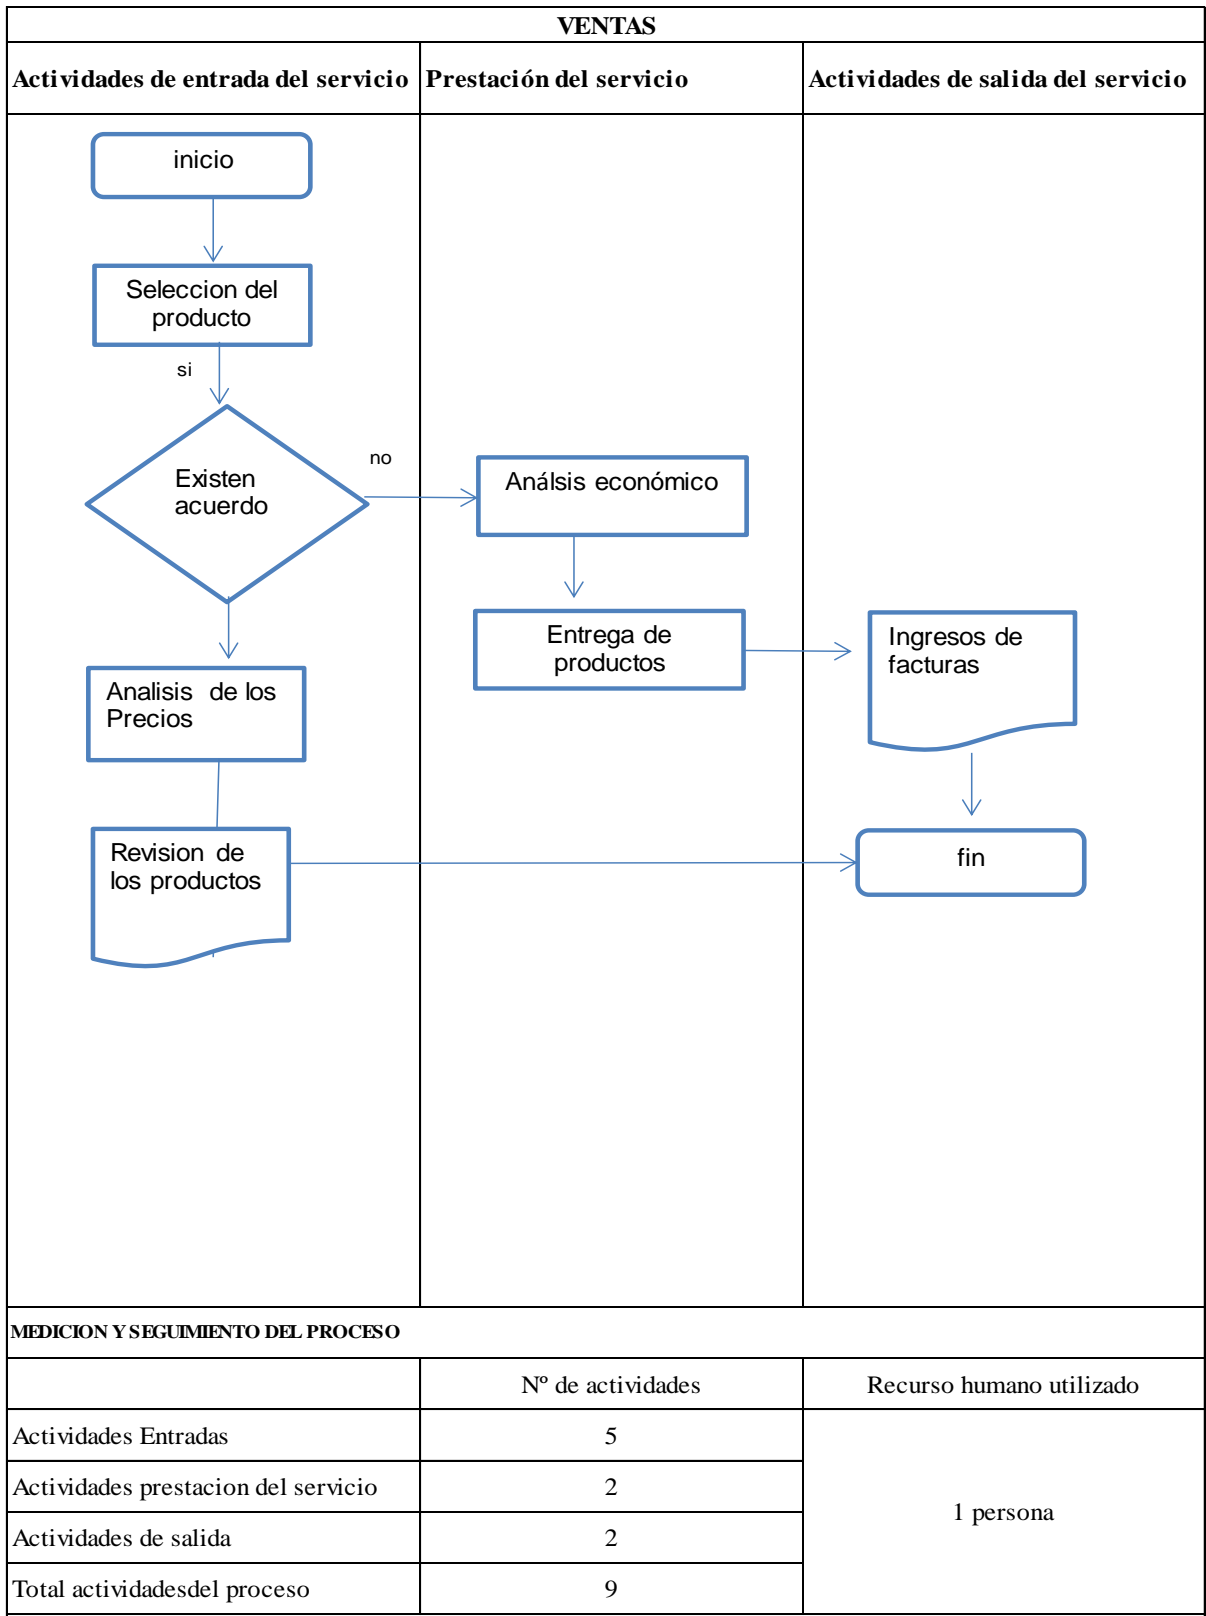 VENTAS
Actividades de entrada del servicio
Prestación del servicio
Actividades de salida del servicio
inicio
Seleccion del
producto
si
Existen
acuerdo
no
Análsis económico
Entrega de
productos
Ingresos de
facturas
Analisis de los
Precios
Revision de
los productos
fin
MEDICION Y SEGUIMIENTO DEL PROCESO
Nº de actividades
Recurso humano utilizado
Actividades Entradas
5
Actividades prestacion del servicio
2
1 persona
Actividades de salida
2
Total actividadesdel proceso
9